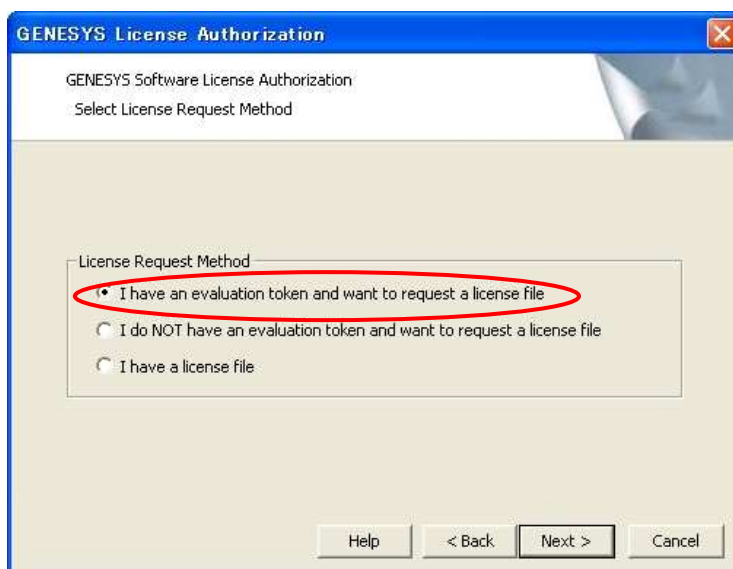 GENESYS License Authorization
GENESYS Software License Authorization
Select License Request Method
License Request Method
I have an evaluation token and want to request a license file
I do NOT have an evaluation token and want to request a license file
I have a license file
Help
< Back
Next >
Cancel